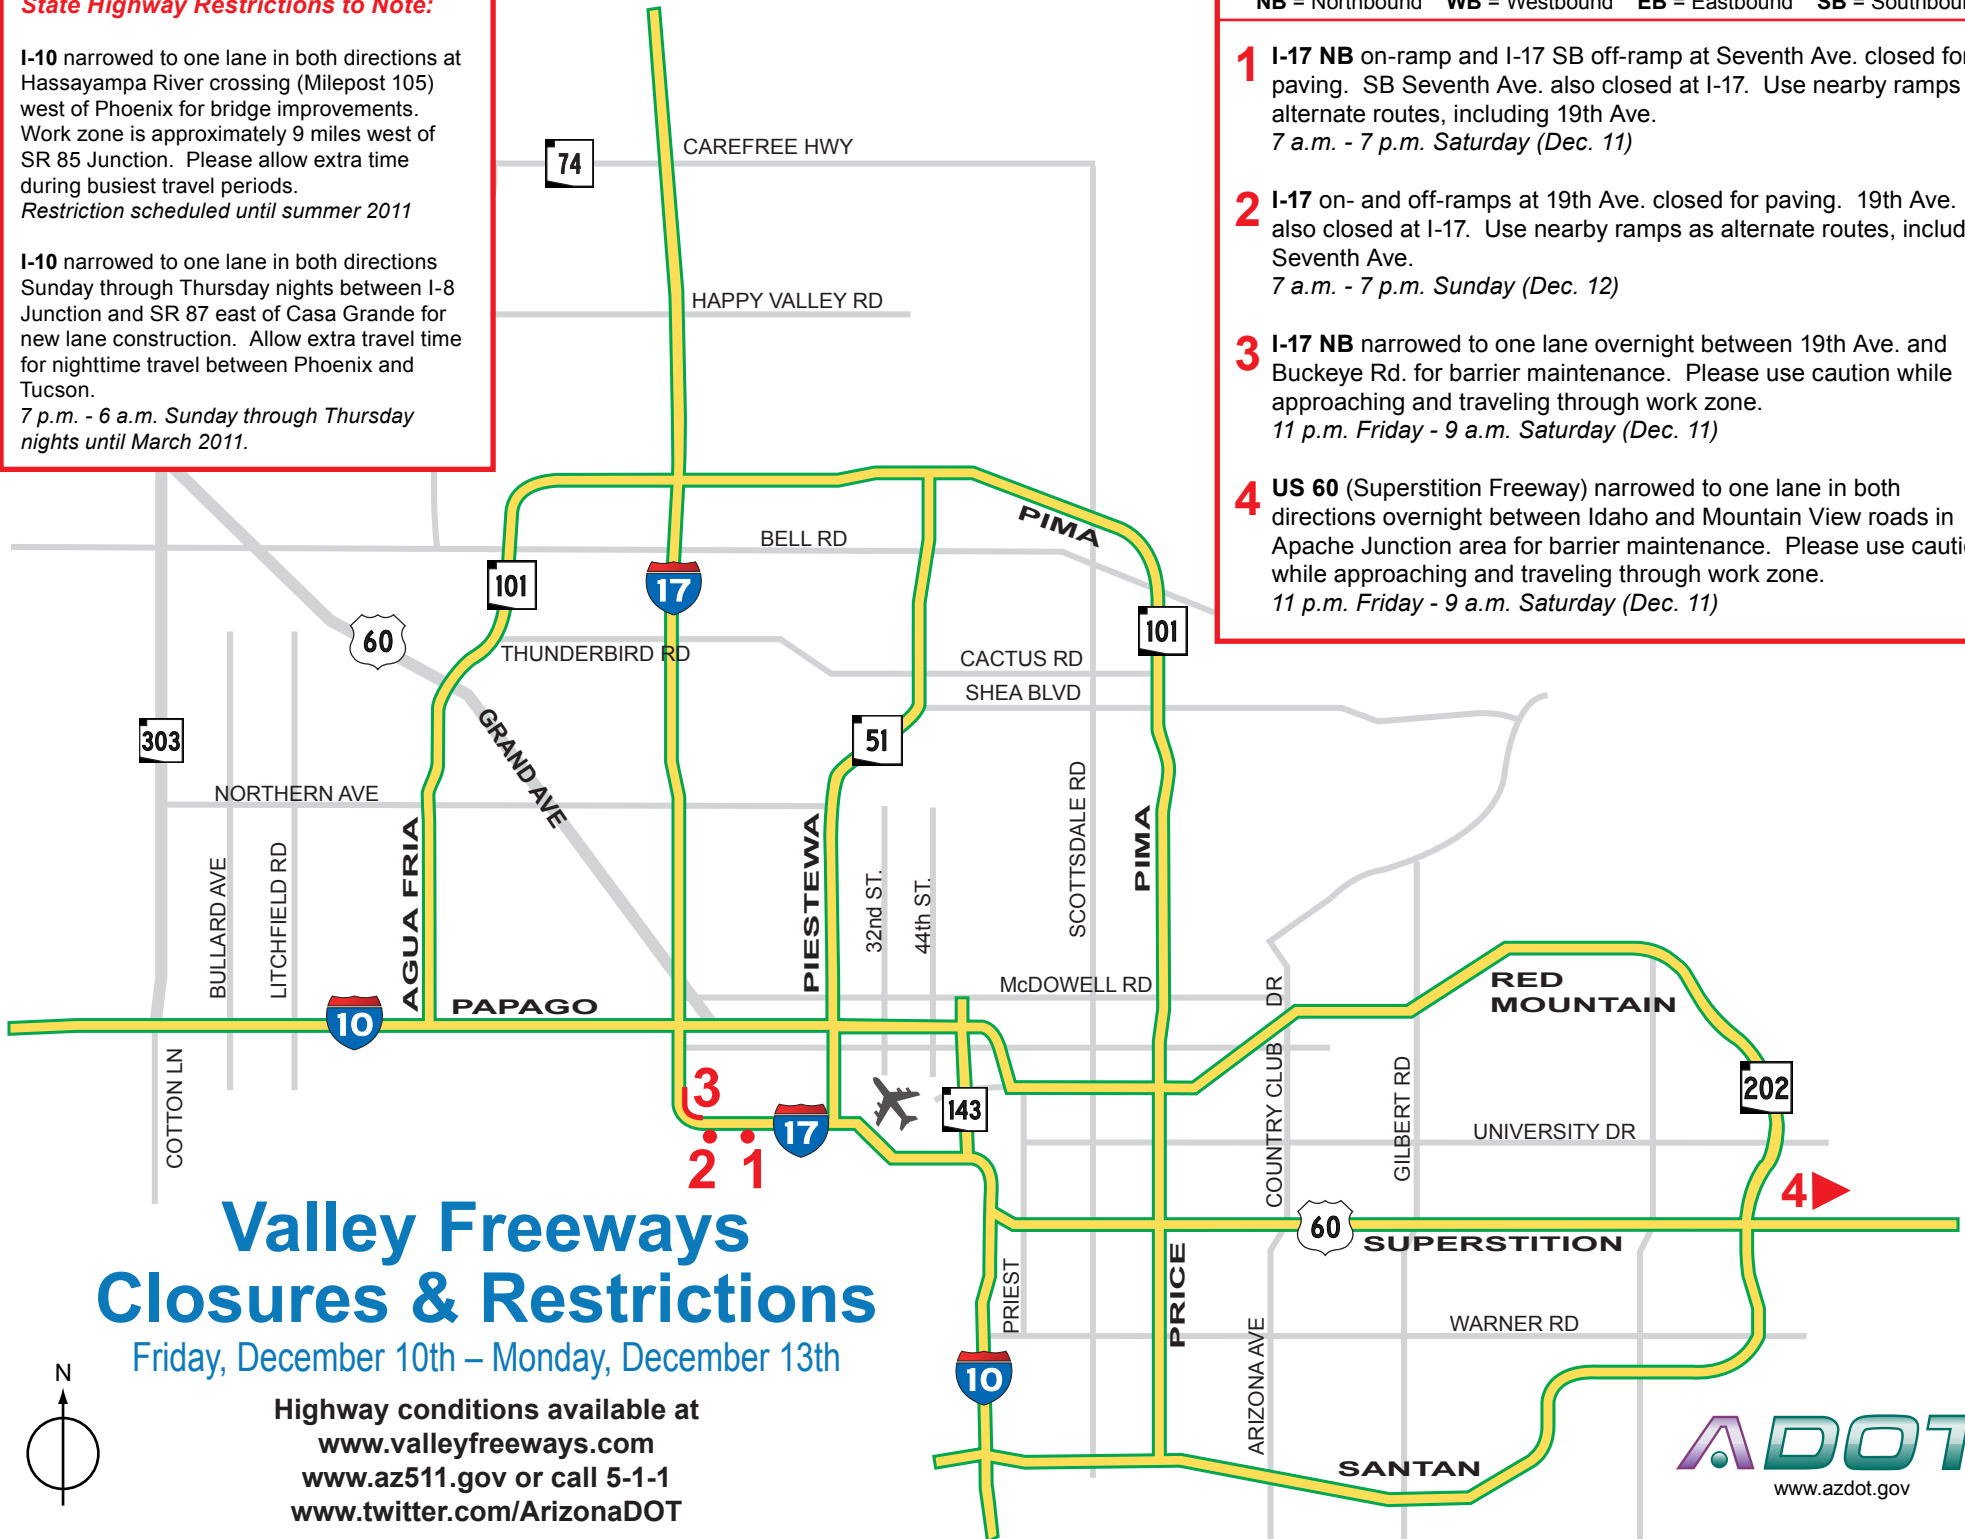 State Highway Restrictions to Note:
I-10 narrowed to one lane in both directions at
Hassayampa River crossing (Milepost 105)
west of Phoenix for bridge improvements.
Work zone is approximately 9 miles west of
SR 85 Junction. Please allow extra time
during busiest travel periods.
Restriction scheduled until summer 2011
I-10 narrowed to one lane in both directions
Sunday through Thursday nights between I-8
Junction and SR 87 east of Casa Grande for
new lane construction. Allow extra travel time
for nighttime travel between Phoenix and
Tucson.
7 p.m. - 6 a.m. Sunday through Thursday
nights until March 2011.
NB = Northbound WB = Westbound EB = Eastbound SB = Southbound
1 I-17 NB on-ramp and I-17 SB off-ramp at Seventh Ave. closed for
paving. SB Seventh Ave. also closed at I-17. Use nearby ramps
alternate routes, including 19th Ave.
7 a.m. - 7 p.m. Saturday (Dec. 11)
2 I-17 on- and off-ramps at 19th Ave. closed for paving. 19th Ave.
also closed at I-17. Use nearby ramps as alternate routes, includ
Seventh Ave.
7 a.m. - 7 p.m. Sunday (Dec. 12)
3 I-17 NB narrowed to one lane overnight between 19th Ave. and
Buckeye Rd. for barrier maintenance. Please use caution while
approaching and traveling through work zone.
11 p.m. Friday - 9 a.m. Saturday (Dec. 11)
4 US 60 (Superstition Freeway) narrowed to one lane in both
directions overnight between Idaho and Mountain View roads in
Apache Junction area for barrier maintenance. Please use cauti
while approaching and traveling through work zone.
11 p.m. Friday - 9 a.m. Saturday (Dec. 11)
74
CAREFREE HWY
HAPPY VALLEY RD
PIMA
BELL RD
101
17
60
101
THUNDERBIRD RD
CACTUS RD
SHEA BLVD
303
51
GRAND AVE
NORTHERN AVE
SCOTTSDALE RD
BULLARD AVE
LITCHFIELD RD
AGUA FRIA
PIESTEWA
32nd ST.
44th ST.
PIMA
McDOWELL RD
RED
MOUNTAIN
PAPAGO
10
COTTON LN
COUNTRY CLUB DR
GILBERT RD
3
143
202
17
2
1
UNIVERSITY DR
4
60
SUPERSTITION
PRIEST
PRICE
WARNER RD
ARIZONA AVE
10
SANTAN
Valley Freeways
Closures & Restrictions
Friday, December 10th – Monday, December 13th
N
Highway conditions available at
www.valleyfreeways.com
www.az511.gov or call 5-1-1
www.twitter.com/ArizonaDOT
ADOT
www.azdot.gov